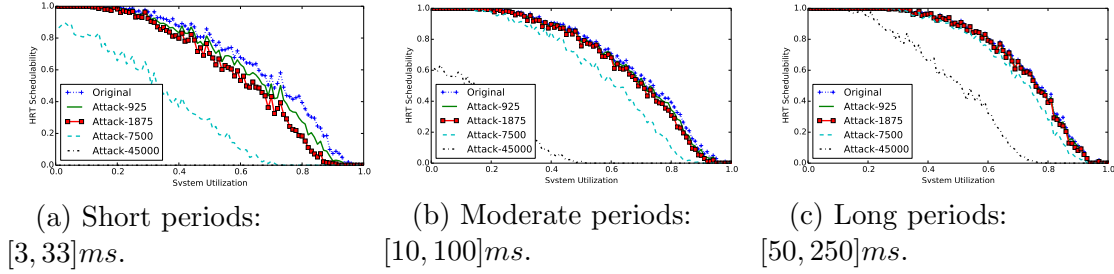 1.0
0.8
0.6
0.4
0.2
0.0
HRT Schedulability
Original
Attack-925
Attack-1875
Attack-7500
Attack-45000
0.0 0.2 0.4 0.6 0.8 1.0
System Utilization
(a) Short periods:
[3, 33]ms.
1.0
0.8
0.6
0.4
0.2
0.0
HRT Schedulability
Original
Attack-925
Attack-1875
Attack-7500
Attack-45000
0.0 0.2 0.4 0.6 0.8 1.0
System Utilization
(b) Moderate periods:
[10, 100]ms.
1.0
0.8
0.6
0.4
0.2
0.0
HRT Schedulability
Original
Attack-925
Attack-1875
Attack-7500
Attack-45000
0.0 0.2 0.4 0.6 0.8 1.0
System Utilization
(c) Long periods:
[50, 250]ms.